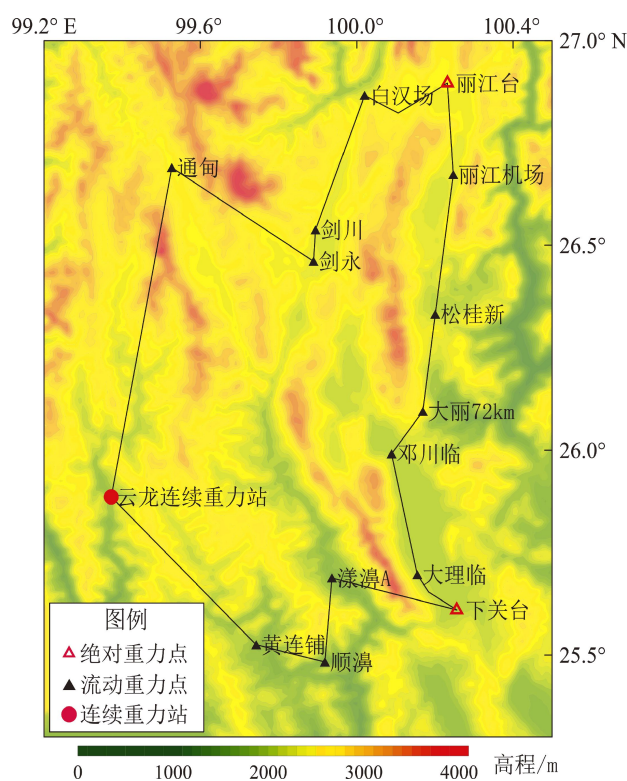 99.2° E 99.6° 100.0° 100.4°
27.0° N
丽江台
白汉场
通甸
丽江机场
剑川
26.5°
剑永
松桂新
大丽72km
26.0°
邓川临
云龙连续重力站
漾濞A
大理临
下关台
图例
绝对重力点
流动重力点
连续重力站
黄连铺
顺濞
25.5°
0 1000 2000 3000 4000 高程/m